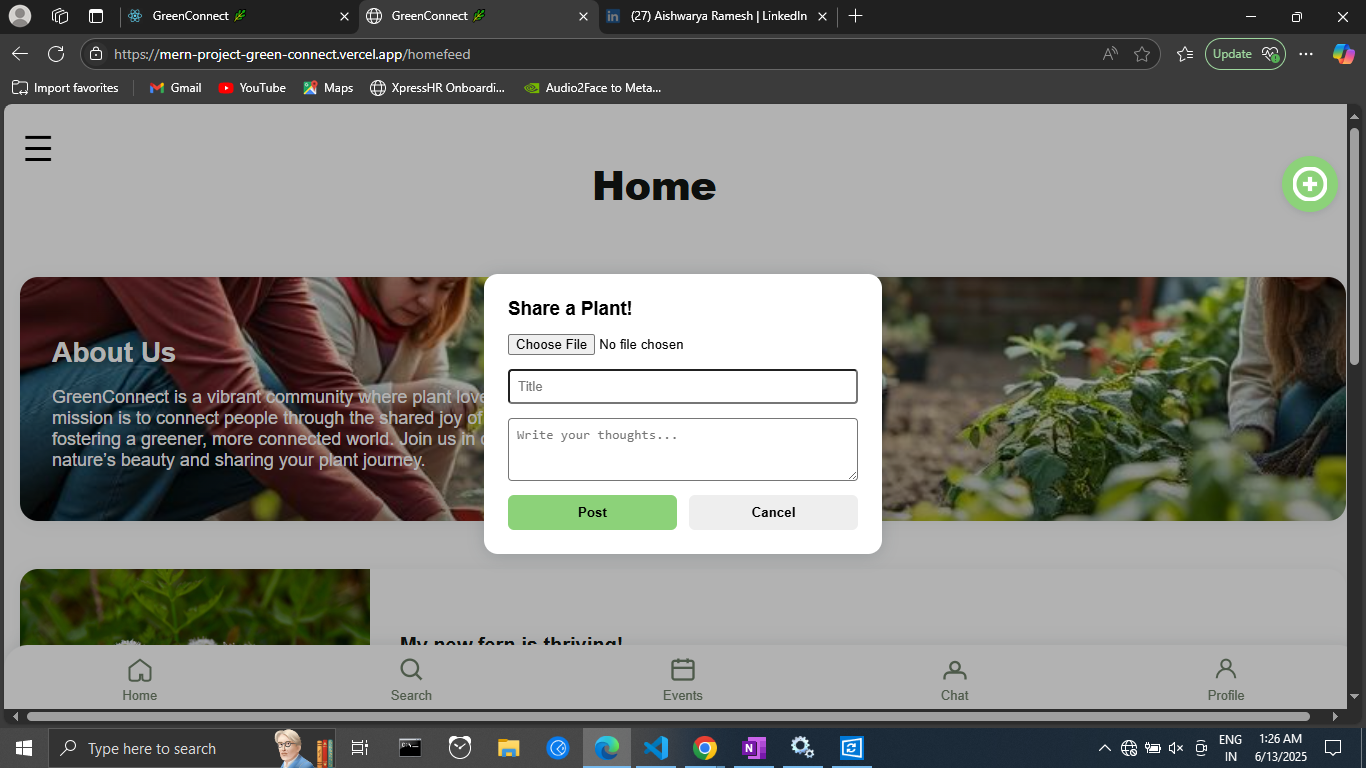 GreenConnect
GreenConnect
(27) Aishwarya Ramesh | LinkedIn
https://mern-project-green-connect.vercel.app/homefeed
Update
Import favorites
Gmail
YouTube
Maps
XpressHR Onboardi...
Audio2Face to Meta...
Home
Share a Plant!
Choose File No file chosen
Title
Write your thoughts...
Post
Cancel
About Us
GreenConnect is a vibrant community where plant love
mission is to connect people through the shared joy of
fostering a greener, more connected world. Join us in
nature’s beauty and sharing your plant journey.
My new fern is thriving!
Home
Search
Events
Chat
Profile
Type here to search
ENG
IN
1:26 AM
6/13/2025